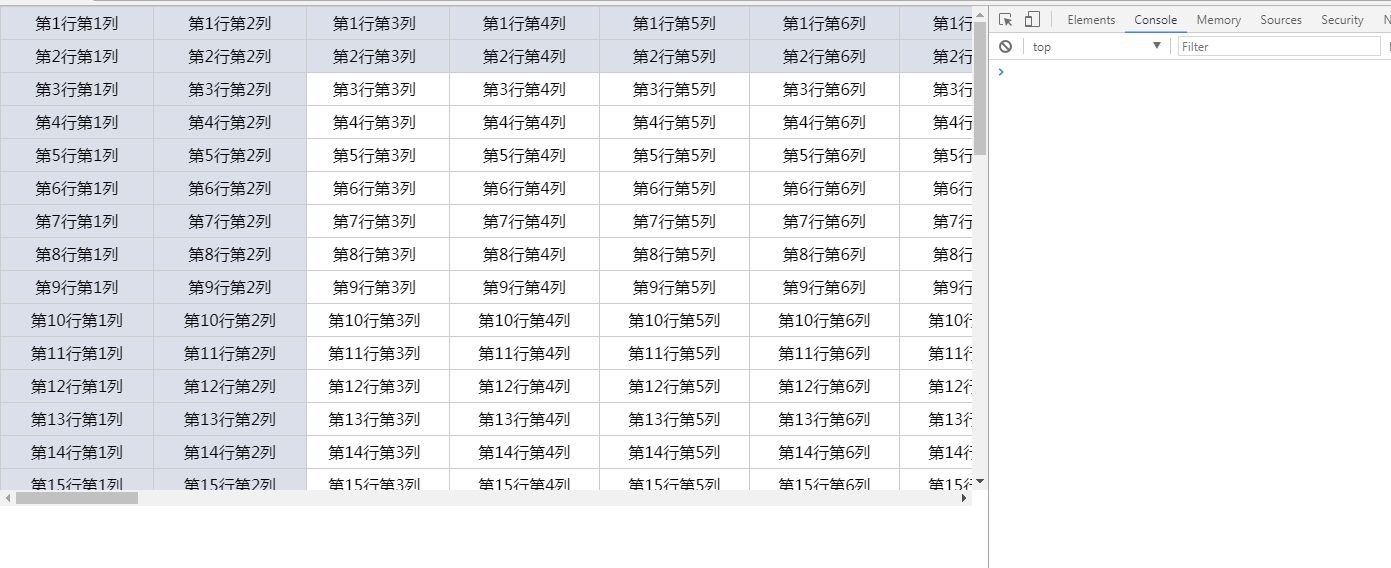 第1行第1列 第1行第2列 第1行第3列 第1行第4列 第1行第5列 第1行第6列 第1行
第2行第1列 第2行第2列 第2行第3列 第2行第4列 第2行第5列 第2行第6列 第2行
第3行第1列 第3行第2列 第3行第3列 第3行第4列 第3行第5列 第3行第6列 第3行
第4行第1列 第4行第2列 第4行第3列 第4行第4列 第4行第5列 第4行第6列 第4行
第5行第1列 第5行第2列 第5行第3列 第5行第4列 第5行第5列 第5行第6列 第5行
第6行第1列 第6行第2列 第6行第3列 第6行第4列 第6行第5列 第6行第6列 第6行
第7行第1列 第7行第2列 第7行第3列 第7行第4列 第7行第5列 第7行第6列 第7行
第8行第1列 第8行第2列 第8行第3列 第8行第4列 第8行第5列 第8行第6列 第8行
第9行第1列 第9行第2列 第9行第3列 第9行第4列 第9行第5列 第9行第6列 第9行
第10行第1列 第10行第2列 第10行第3列 第10行第4列 第10行第5列 第10行第6列 第10行
第11行第1列 第11行第2列 第11行第3列 第11行第4列 第11行第5列 第11行第6列 第11行
第12行第1列 第12行第2列 第12行第3列 第12行第4列 第12行第5列 第12行第6列 第12行
第13行第1列 第13行第2列 第13行第3列 第13行第4列 第13行第5列 第13行第6列 第13行
第14行第1列 第14行第2列 第14行第3列 第14行第4列 第14行第5列 第14行第6列 第14行
第15行第1列 第15行第2列 第15行第3列 第15行第4列 第15行第5列 第15行第6列 第15行
Elements Console Memory Sources Security N
top Filter